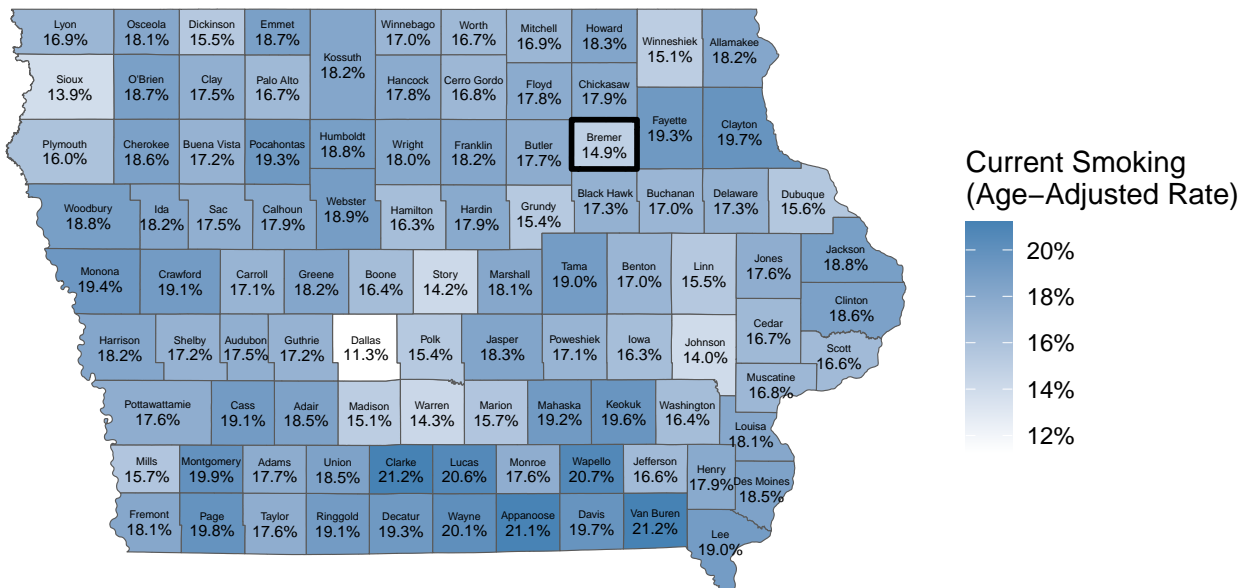 Lyon
16.9%
Osceola
18.1%
Dickinson
15.5%
Emmet
18.7%
Winnebago
17.0%
Worth
16.7%
Mitchell
16.9%
Howard
18.3%
Winneshiek
15.1%
Allamakee
18.2%
Kossuth
18.2%
Sioux
13.9%
O'Brien
18.7%
Clay
17.5%
Palo Alto
16.7%
Hancock
17.8%
Cerro Gordo
16.8%
Floyd
17.8%
Chickasaw
17.9%
Fayette
19.3%
Clayton
19.7%
Plymouth
16.0%
Cherokee
18.6%
Buena Vista
17.2%
Pocahontas
19.3%
Humboldt
18.8%
Wright
18.0%
Franklin
18.2%
Butler
17.7%
Bremer
14.9%
Woodbury
18.8%
Ida
18.2%
Sac
17.5%
Calhoun
17.9%
Webster
18.9%
Hamilton
16.3%
Hardin
17.9%
Grundy
15.4%
Black Hawk
17.3%
Buchanan
17.0%
Delaware
17.3%
Dubuque
15.6%
Monona
19.4%
Crawford
19.1%
Carroll
17.1%
Greene
18.2%
Boone
16.4%
Story
14.2%
Marshall
18.1%
Tama
19.0%
Benton
17.0%
Linn
15.5%
Jones
17.6%
Jackson
18.8%
Clinton
18.6%
Harrison
18.2%
Shelby
17.2%
Audubon
17.5%
Guthrie
17.2%
Dallas
11.3%
Polk
15.4%
Jasper
18.3%
Poweshiek
17.1%
Iowa
16.3%
Johnson
14.0%
Cedar
16.7%
Scott
16.6%
Muscatine
16.8%
Pottawattamie
17.6%
Cass
19.1%
Adair
18.5%
Madison
15.1%
Warren
14.3%
Marion
15.7%
Mahaska
19.2%
Keokuk
19.6%
Washington
16.4%
Louisa
18.1%
Mills
15.7%
Montgomery
19.9%
Adams
17.7%
Union
18.5%
Clarke
21.2%
Lucas
20.6%
Monroe
17.6%
Wapello
20.7%
Jefferson
16.6%
Henry
17.9%
Des Moines
18.5%
Fremont
18.1%
Page
19.8%
Taylor
17.6%
Ringgold
19.1%
Decatur
19.3%
Wayne
20.1%
Appanoose
21.1%
Davis
19.7%
Van Buren
21.2%
Lee
19.0%
Current Smoking
(Age−Adjusted Rate)
20%
18%
16%
14%
12%